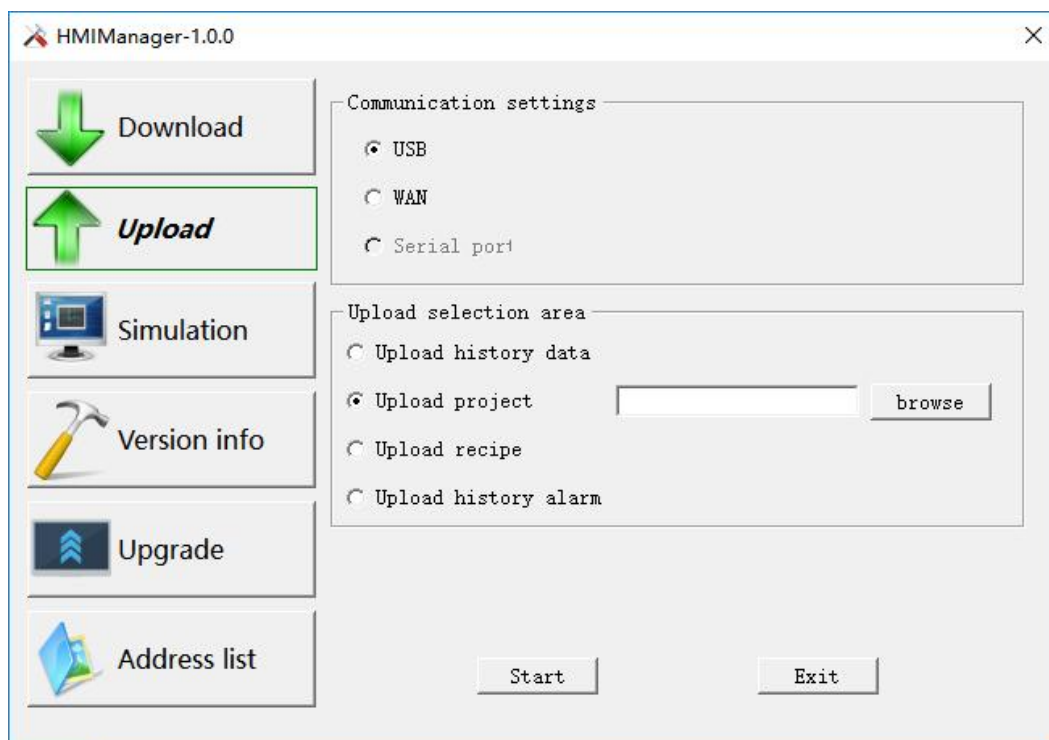 HMIManager-1.0.0
Download
Upload
Simulation
Version info
Upgrade
Address list
Communication settings
USB
WAN
Serial port
Upload selection area
Upload history data
Upload project
browse
Upload recipe
Upload history alarm
Start
Exit